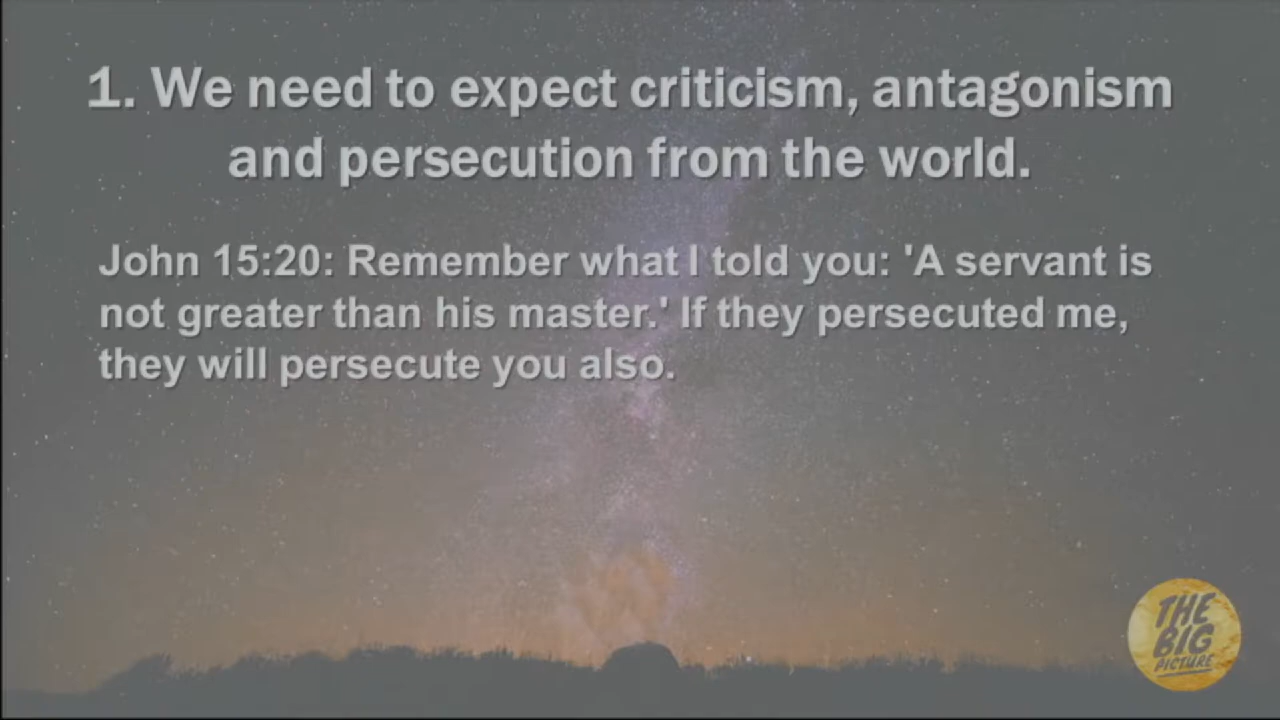 1. We need to expect criticism, antagonism
and persecution from the world.
John 15:20: Remember what I told you: 'A servant is
not greater than his master.' If they persecuted me,
they will persecute you also.
THE
BIG
PICTURE